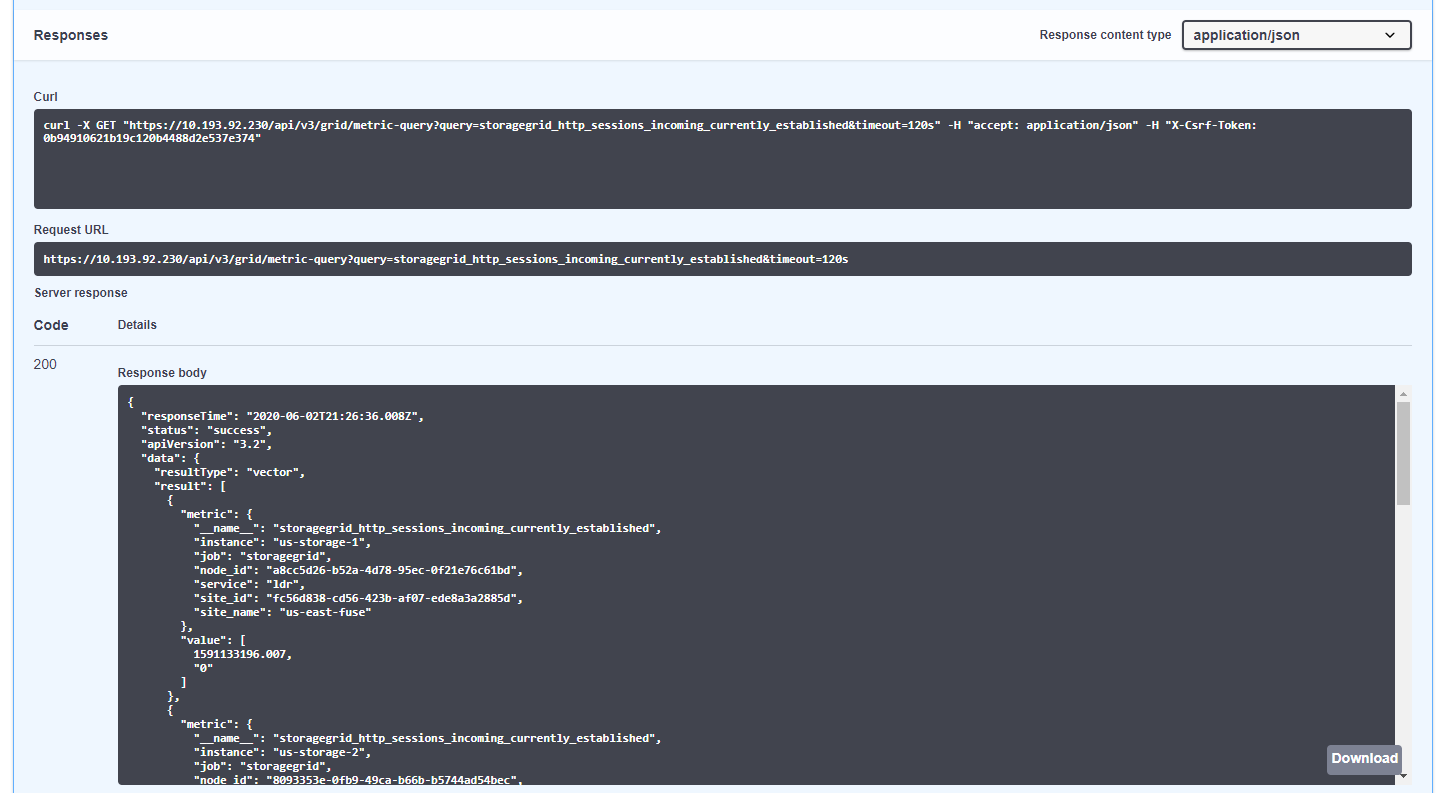 Responses
Response content type application/json
Curl
curl -X GET "https://10.193.92.230/api/v3/grid/metric-query?query=storagegrid_http_sessions_incoming_currently_established&timeout=120s" -H "accept: application/json" -H "X-Csrf-Token:
0b94910621b19c120b4488d2e537e374"
Request URL
https://10.193.92.230/api/v3/grid/metric-query?query=storagegrid_http_sessions_incoming_currently_established&timeout=120s
Server response
Code Details
200
Response body
{
  "responseTime": "2020-06-02T21:26:36.008Z",
  "status": "success",
  "apiVersion": "3.2",
  "data": {
    "resultType": "vector",
    "result": [
      {
        "metric": {
          "__name__": "storagegrid_http_sessions_incoming_currently_established",
          "instance": "us-storage-1",
          "job": "storagegrid",
          "node_id": "a8cc5d26-b52a-4d78-95ec-0f21e76c61bd",
          "service": "ldr",
          "site_id": "fc56d838-cd56-423b-af07-ede8a3a2885d",
          "site_name": "us-east-fuse"
        },
        "value": [
          1591133196.007,
          "0"
        ]
      },
      {
        "metric": {
          "__name__": "storagegrid_http_sessions_incoming_currently_established",
          "instance": "us-storage-2",
          "job": "storagegrid",
          "node_id": "8093353e-0fb9-49ca-b66b-b5744ad54bec",
Download